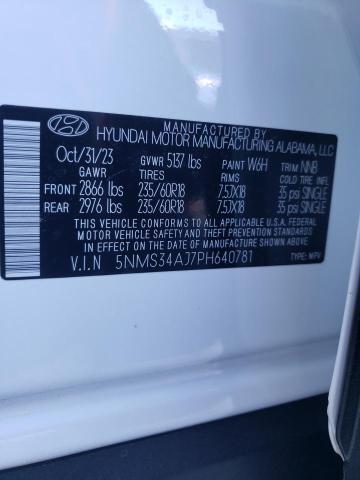 MANUFACTURED BY
HYUNDAI MOTOR MANUFACTURING ALABAMA, LLC
Oct/31/23 GVWR 5137 lbs PAINT W6H TRIM NNB
GAWR TIRES RIMS COLD TIRE INFL
FRONT 2866 lbs 235/60R18 7.5JX18 35 psi SINGLE
REAR 2976 lbs 235/60R18 7.5JX18 35 psi SINGLE
THIS VEHICLE CONFORMS TO ALL APPLICABLE U.S.A. FEDERAL
MOTOR VEHICLE SAFETY, BUMPER, AND THEFT PREVENTION
STANDARDS IN EFFECT ON THE DATE OF MANUFACTURE SHOWN ABOVE.
V.I.N 5NMS34AJ7PH640781 TYPE: MPV